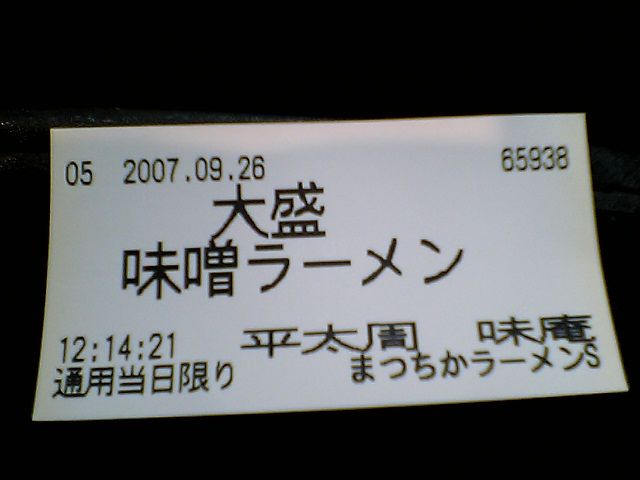 05 2007.09.26 65938
大盛
味噌ラーメン
12:14:21 平太周 味庵
通用当日限り まつちかラーメンS